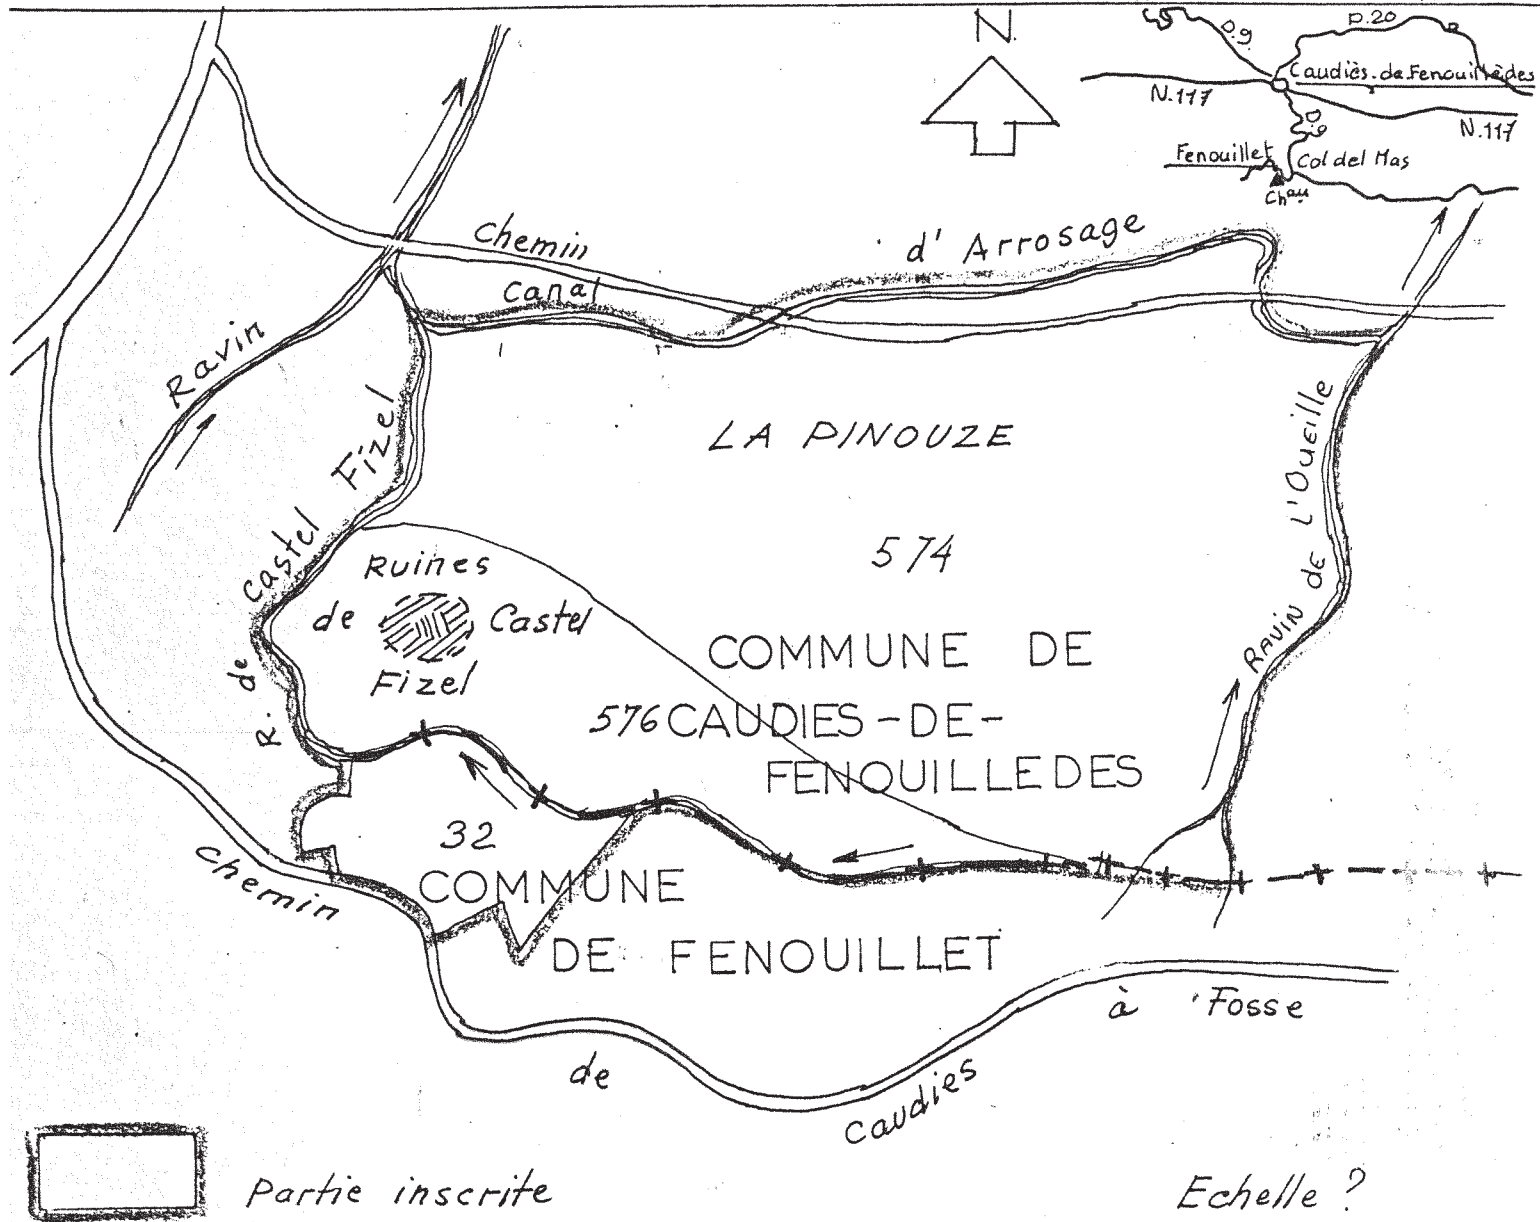 N.
D.9
D.20
Caudiès-de-Fenouillèdes
N.117
N.117
D.9
Fenouillet
Col del Mas
Chau
Chemin
d'Arrosage
Canal
Ravin
R. de Castel Fizel
LA PINOUZE
RAVIN de L'OUEILLE
574
Ruines
de Castel
Fizel
COMMUNE DE
576 CAUDIES-DE-
FENOUILLEDES
32
COMMUNE
DE FENOUILLET
Chemin
de
Caudies
à Fosse
Partie inscrite
Echelle ?